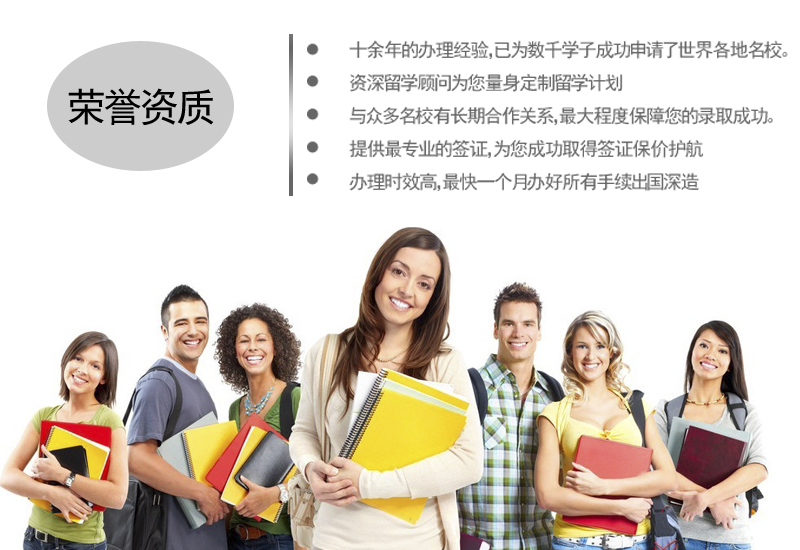 荣誉资质
十余年的办理经验,已为数千学子成功申请了世界各地名校。
资深留学顾问为您量身定制留学计划
与众多名校有长期合作关系,最大程度保障您的录取成功。
提供最专业的签证,为您成功取得签证保价护航
办理时效高,最快一个月办好所有手续出国深造